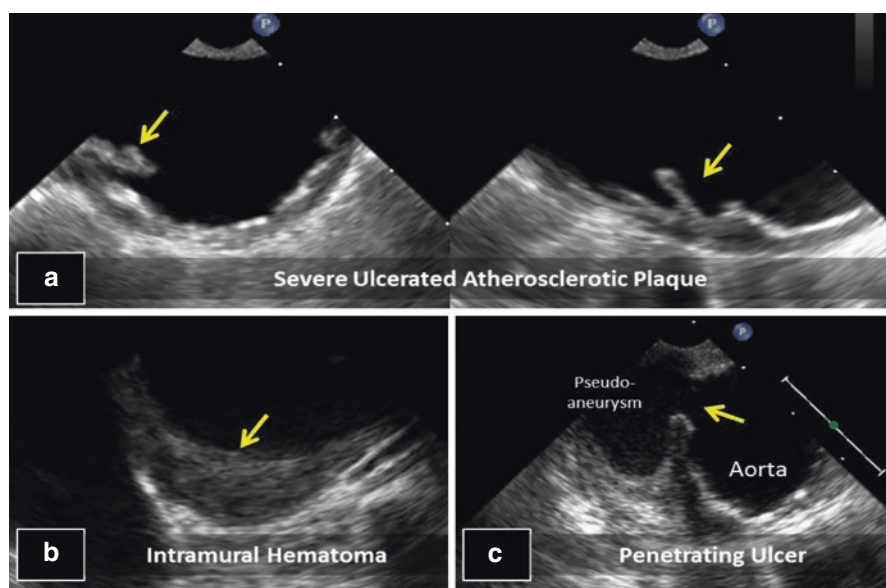 P
a
Severe Ulcerated Atherosclerotic Plaque
b
Intramural Hematoma
P
Pseudo-
aneurysm
Aorta
c
Penetrating Ulcer